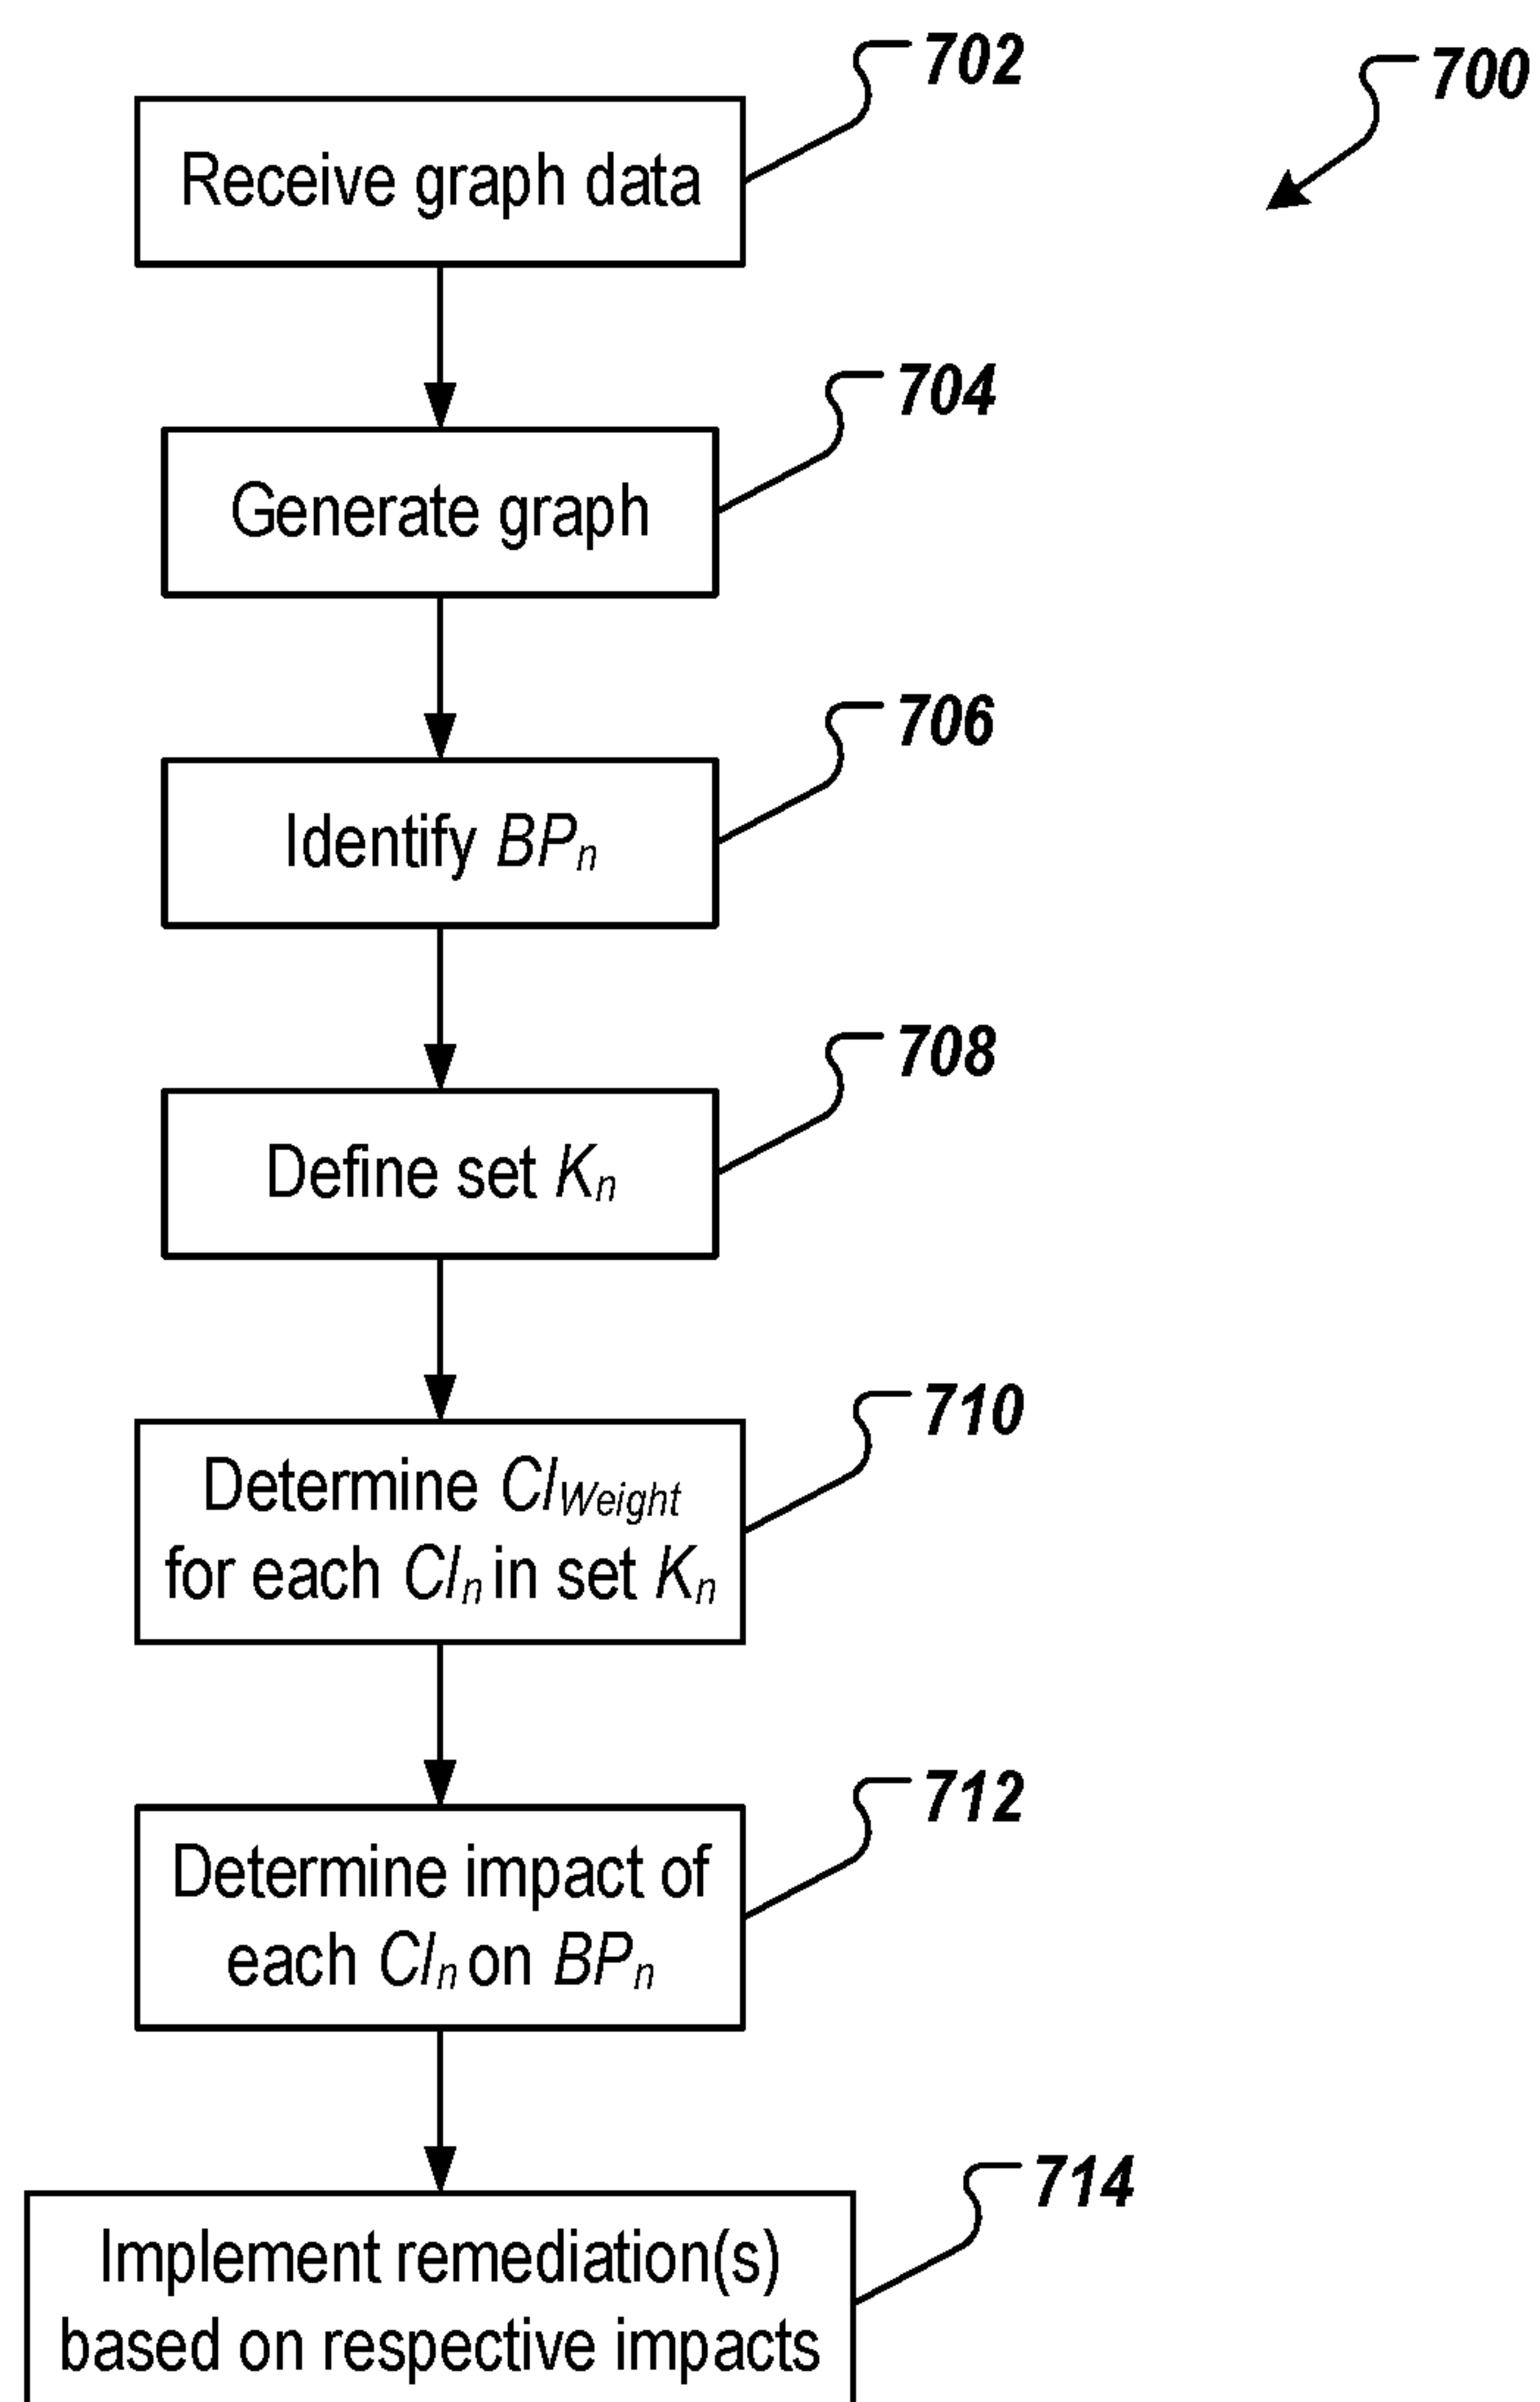 702
700
Receive graph data
704
Generate graph
706
Identify BPn
708
Define set Kn
710
Determine CIWeight
for each CIn in set Kn
712
Determine impact of
each CIn on BPn
714
Implement remediation(s)
based on respective impacts